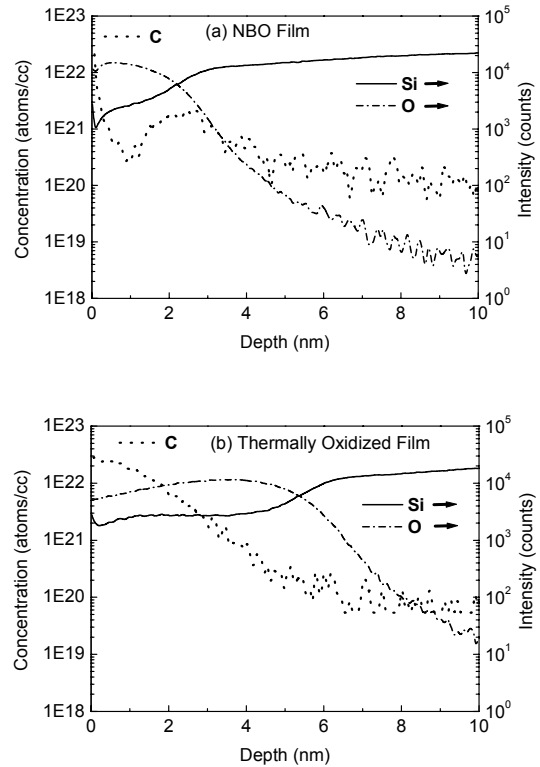 (a) NBO Film
C
Si
O
Concentration (atoms/cc)
1E23
1E22
1E21
1E20
1E19
1E18
10^5
10^4
10^3
10^2
10^1
10^0
Intensity (counts)
0 2 4 6 8 10
Depth (nm)
(b) Thermally Oxidized Film
C
Si
O
Concentration (atoms/cc)
1E23
1E22
1E21
1E20
1E19
1E18
10^5
10^4
10^3
10^2
10^1
10^0
Intensity (counts)
0 2 4 6 8 10
Depth (nm)